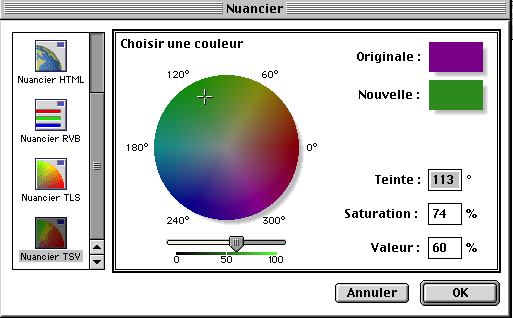 Nuancier
Nuancier HTML
Nuancier RVB
Nuancier TLS
Nuancier TSV
Choisir une couleur
120° 60°
180° 0°
240° 300°
0 50 100
Originale :
Nouvelle :
Teinte : 113 °
Saturation : 74 %
Valeur : 60 %
Annuler OK